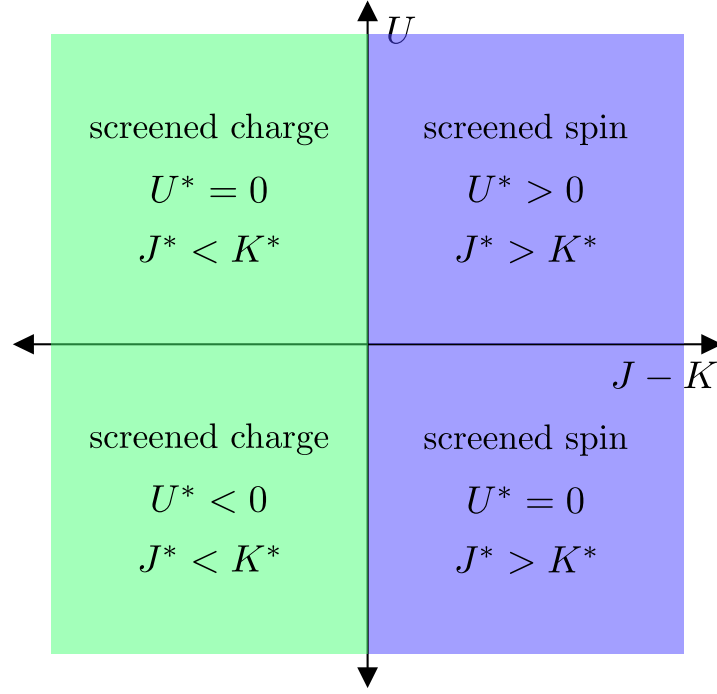 U
screened charge
U* = 0
J* < K*
screened spin
U* > 0
J* > K*
J − K
screened charge
U* < 0
J* < K*
screened spin
U* = 0
J* > K*